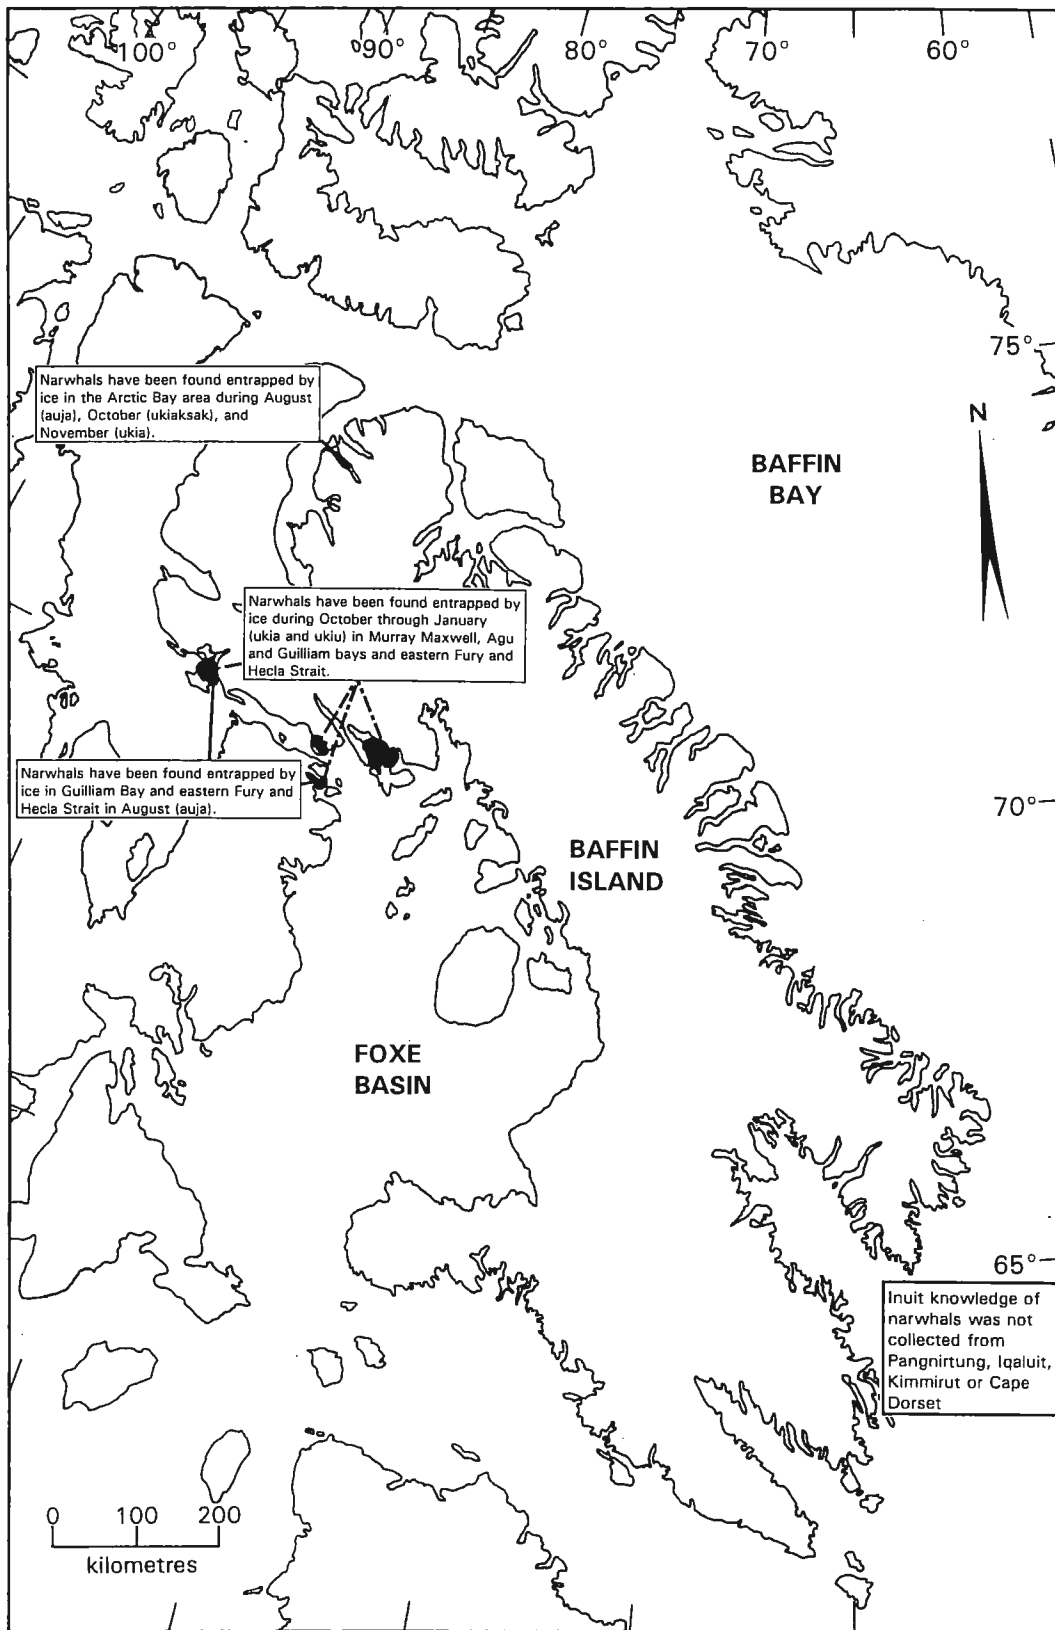 100° 90° 80° 70° 60°
75°
Narwhals have been found entrapped by
ice in the Arctic Bay area during August
(auja), October (ukiaksak), and
November (ukia).
N
BAFFIN
BAY
Narwhals have been found entrapped by
ice during October through January
(ukia and ukiu) in Murray Maxwell, Agu
and Guilliam bays and eastern Fury and
Hecla Strait.
Narwhals have been found entrapped by
ice in Guilliam Bay and eastern Fury and
Hecla Strait in August (auja).
70°
BAFFIN
ISLAND
FOXE
BASIN
65°
Inuit knowledge of
narwhals was not
collected from
Pangnirtung, Iqaluit,
Kimmirut or Cape
Dorset
0 100 200
kilometres